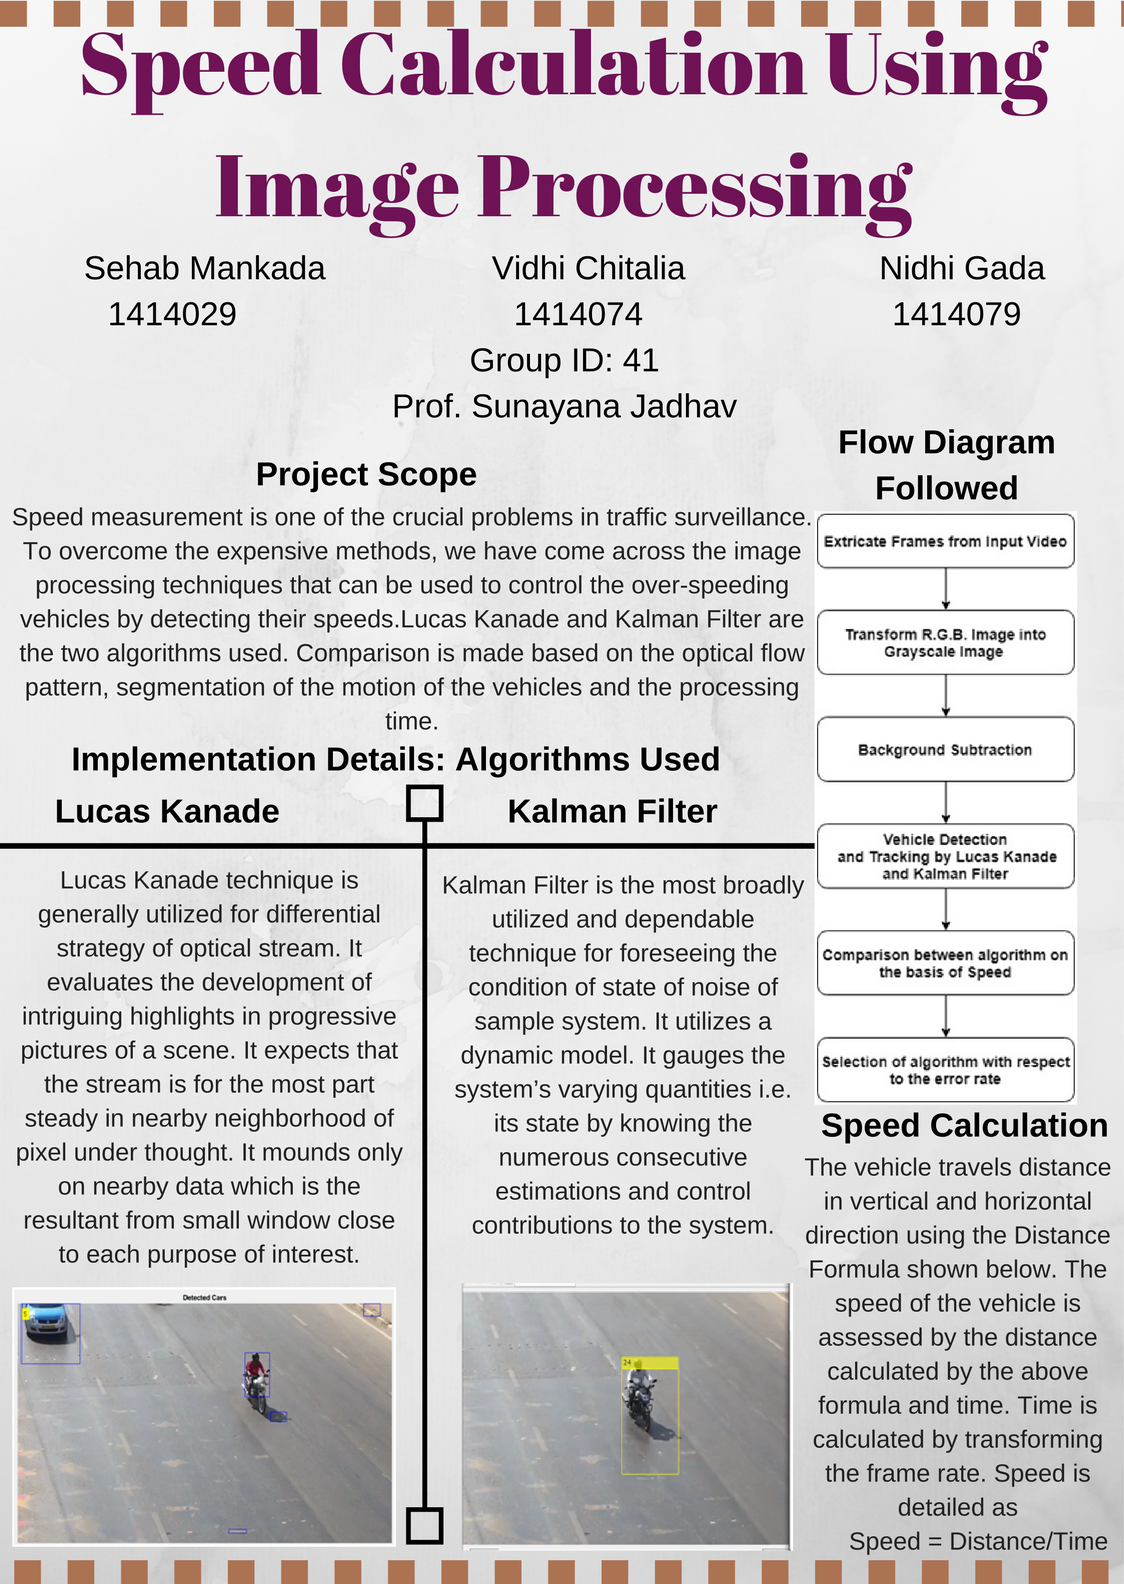 Speed Calculation Using
Image Processing
Sehab Mankada
1414029
Vidhi Chitalia
1414074
Nidhi Gada
1414079
Group ID: 41
Prof. Sunayana Jadhav
Project Scope
Speed measurement is one of the crucial problems in traffic surveillance.
To overcome the expensive methods, we have come across the image
processing techniques that can be used to control the over-speeding
vehicles by detecting their speeds.Lucas Kanade and Kalman Filter are
the two algorithms used. Comparison is made based on the optical flow
pattern, segmentation of the motion of the vehicles and the processing
time.
Implementation Details: Algorithms Used
Lucas Kanade
Lucas Kanade technique is
generally utilized for differential
strategy of optical stream. It
evaluates the development of
intriguing highlights in progressive
pictures of a scene. It expects that
the stream is for the most part
steady in nearby neighborhood of
pixel under thought. It mounds only
on nearby data which is the
resultant from small window close
to each purpose of interest.
Detected Cars
5
Kalman Filter
Kalman Filter is the most broadly
utilized and dependable
technique for foreseeing the
condition of state of noise of
sample system. It utilizes a
dynamic model. It gauges the
system’s varying quantities i.e.
its state by knowing the
numerous consecutive
estimations and control
contributions to the system.
24
Flow Diagram
Followed
Extricate Frames from Input Video
Transform R.G.B. Image into
Grayscale Image
Background Subtraction
Vehicle Detection
and Tracking by Lucas Kanade
and Kalman Filter
Comparison between algorithm on
the basis of Speed
Selection of algorithm with respect
to the error rate
Speed Calculation
The vehicle travels distance
in vertical and horizontal
direction using the Distance
Formula shown below. The
speed of the vehicle is
assessed by the distance
calculated by the above
formula and time. Time is
calculated by transforming
the frame rate. Speed is
detailed as
Speed = Distance/Time